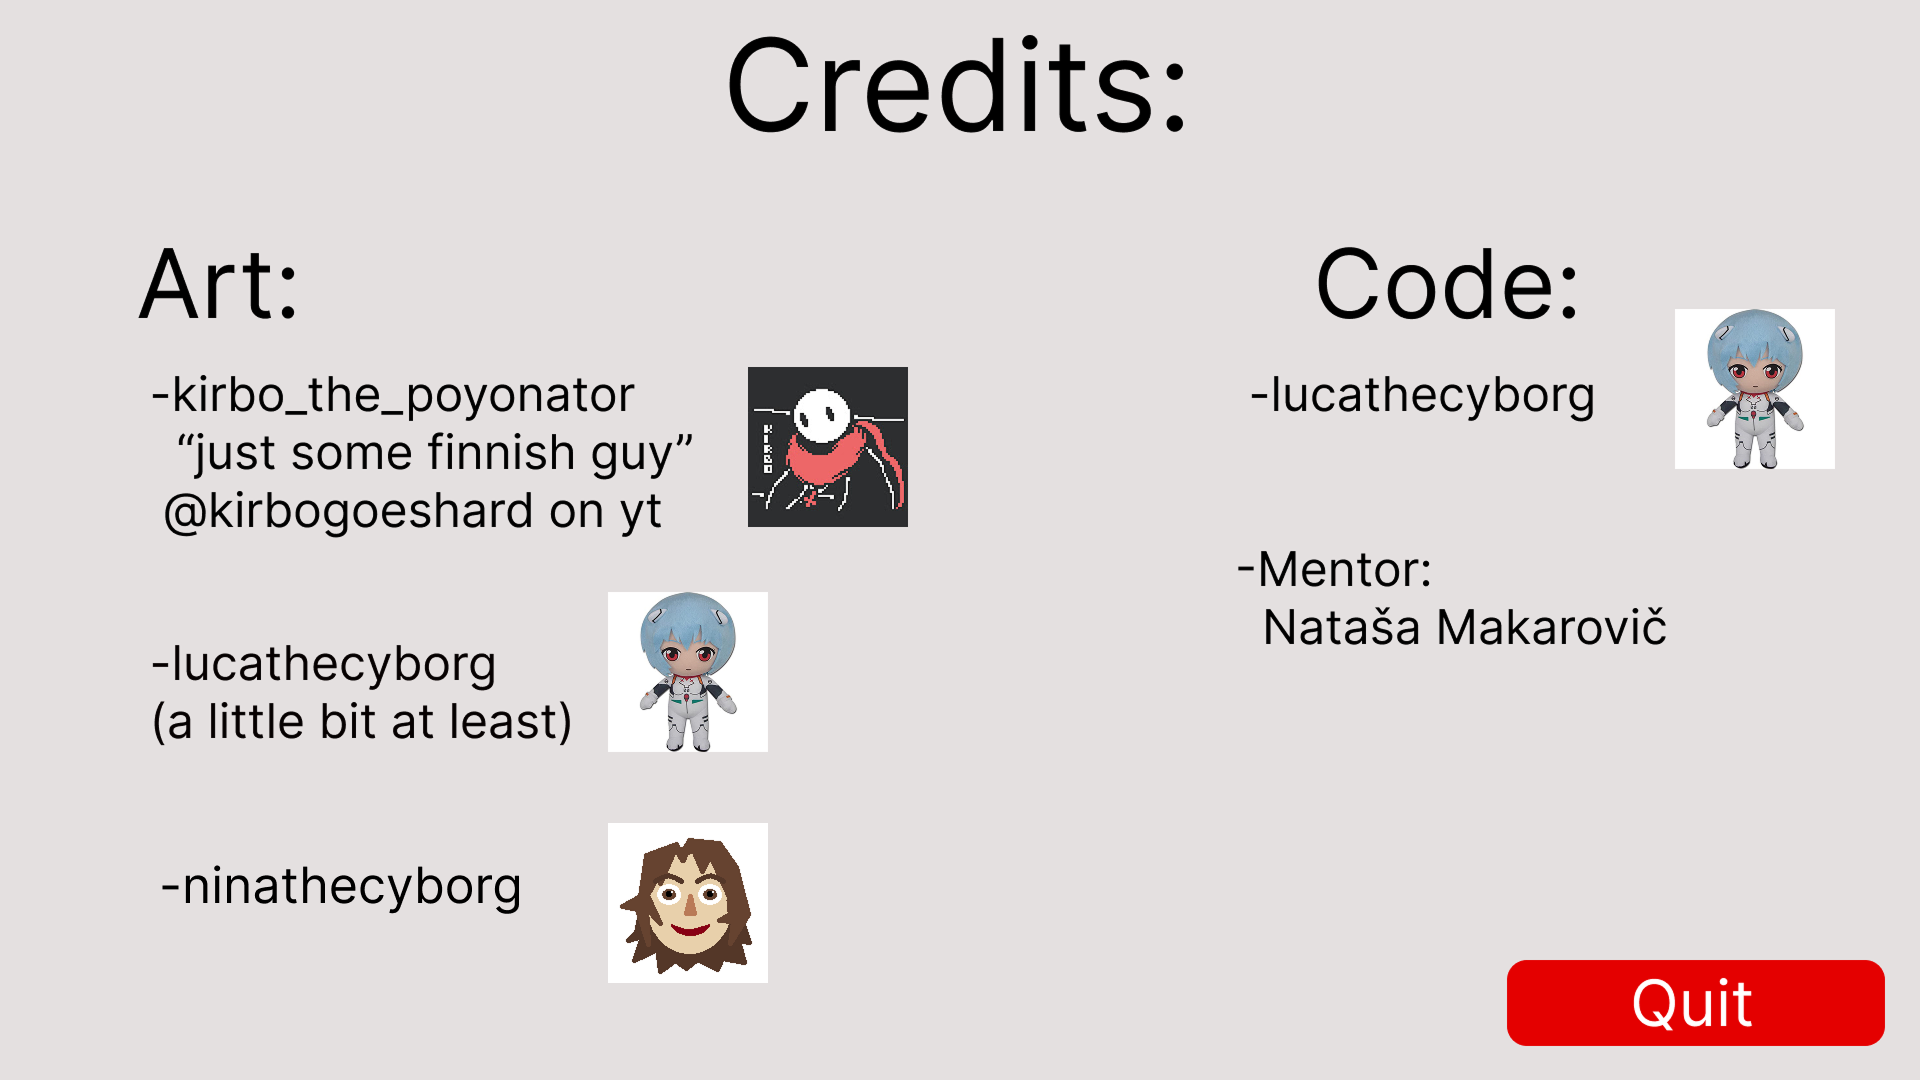 Credits:
Art:
-kirbo_the_poyonator
“just some finnish guy”
@kirbogoeshard on yt
KIRBO
-lucathecyborg
(a little bit at least)
-ninathecyborg
Code:
-lucathecyborg
-Mentor:
Nataša Makarovič
Quit